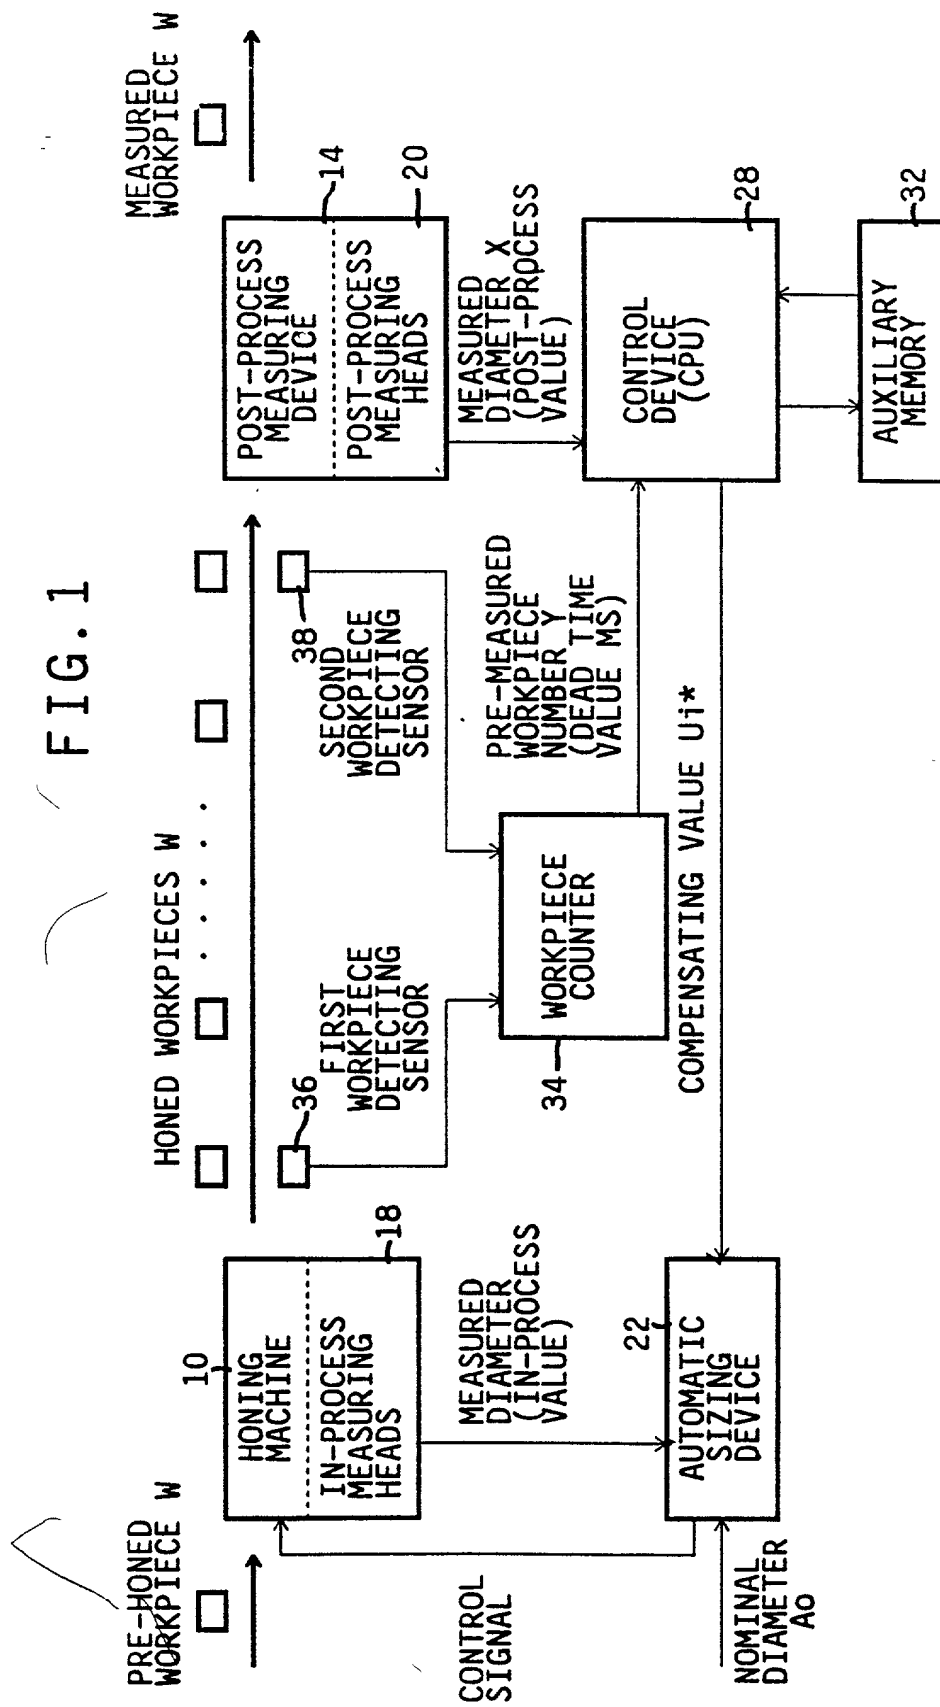 FIG.1
PRE-HONED
WORKPIECE W
HONED WORKPIECES W
MEASURED
WORKPIECE W
10
HONING
MACHINE
IN-PROCESS
MEASURING
HEADS
18
36
FIRST
WORKPIECE
DETECTING
SENSOR
38
SECOND
WORKPIECE
DETECTING
SENSOR
POST-PROCESS
MEASURING
DEVICE
14
POST-PROCESS
MEASURING
HEADS
20
CONTROL
SIGNAL
MEASURED
DIAMETER
(IN-PROCESS
VALUE)
34
WORKPIECE
COUNTER
PRE-MEASURED
WORKPIECE
NUMBER Y
(DEAD TIME
VALUE MS)
MEASURED
DIAMETER X
(POST-PROCESS
VALUE)
NOMINAL
DIAMETER
Ao
22
AUTOMATIC
SIZING
DEVICE
COMPENSATING VALUE Ui*
CONTROL
DEVICE
(CPU)
28
AUXILIARY
MEMORY
32